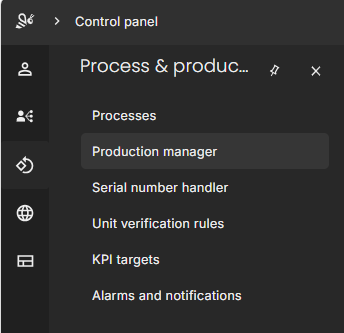 Control panel
Process & produc...
Processes
Production manager
Serial number handler
Unit verification rules
KPI targets
Alarms and notifications